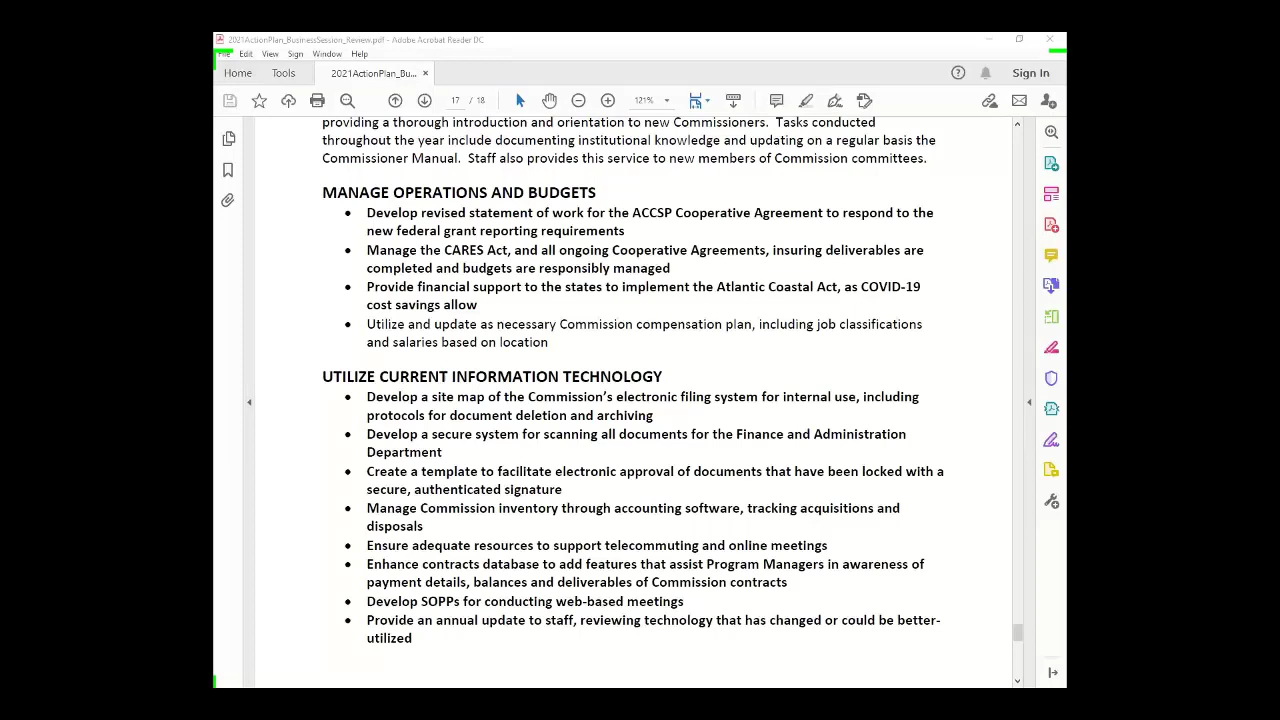 2021ActionPlan_BusinessSession_Review.pdf - Adobe Acrobat Reader DC
File Edit View Sign Window Help
Home Tools 2021ActionPlan_Bu... × Sign In
17 / 18 121%
providing a thorough introduction and orientation to new Commissioners. Tasks conducted
throughout the year include documenting institutional knowledge and updating on a regular basis the
Commissioner Manual. Staff also provides this service to new members of Commission committees.
MANAGE OPERATIONS AND BUDGETS
• Develop revised statement of work for the ACCSP Cooperative Agreement to respond to the
new federal grant reporting requirements
• Manage the CARES Act, and all ongoing Cooperative Agreements, insuring deliverables are
completed and budgets are responsibly managed
• Provide financial support to the states to implement the Atlantic Coastal Act, as COVID-19
cost savings allow
• Utilize and update as necessary Commission compensation plan, including job classifications
and salaries based on location
UTILIZE CURRENT INFORMATION TECHNOLOGY
• Develop a site map of the Commission's electronic filing system for internal use, including
protocols for document deletion and archiving
• Develop a secure system for scanning all documents for the Finance and Administration
Department
• Create a template to facilitate electronic approval of documents that have been locked with a
secure, authenticated signature
• Manage Commission inventory through accounting software, tracking acquisitions and
disposals
• Ensure adequate resources to support telecommuting and online meetings
• Enhance contracts database to add features that assist Program Managers in awareness of
payment details, balances and deliverables of Commission contracts
• Develop SOPPs for conducting web-based meetings
• Provide an annual update to staff, reviewing technology that has changed or could be better-
utilized